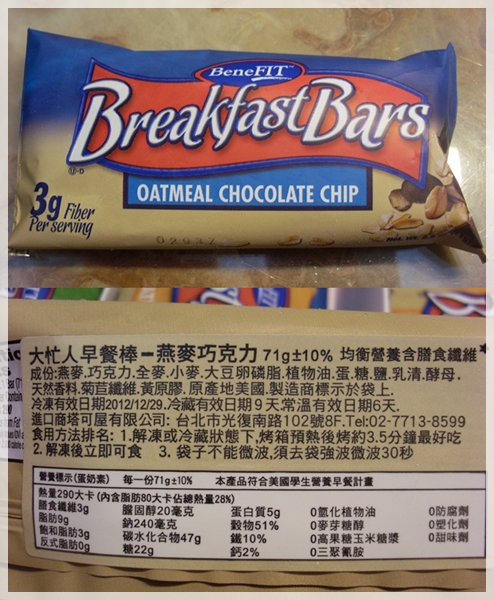 BeneFIT™
Breakfast Bars
OATMEAL CHOCOLATE CHIP
Ⓤ-D
3g Fiber
Per serving
02037
大忙人早餐棒–燕麥巧克力 71g±10% 均衡營養含膳食纖維*
成份:燕麥.巧克力.全麥.小麥.大豆卵磷脂.植物油.蛋.糖.鹽.乳清.酵母.
天然香料.菊苣纖維.黃原膠. 原產地美國.製造商標示於袋上.
冷凍有效日期2012/12/29.冷藏有效日期9天.常溫有效日期6天.
進口商塔可屋有限公司: 台北市光復南路102號8F.Tel:02-7713-8599
食用方法排名: 1.解凍或冷藏狀態下,烤箱預熱後烤約3.5分鐘最好吃
2.解凍後立即可食 3. 袋子不能微波,須去袋強波微波30秒
營養標示(蛋奶素) 每一份71g±10% 本產品符合美國學生營養早餐計畫
熱量290大卡 (內含脂肪80大卡佔總熱量28%)
膳食纖維3g 膽固醇20毫克 蛋白質5g 0氫化植物油 0防腐劑
脂肪9g 鈉240毫克 穀物51% 0麥芽糖醇 0塑化劑
飽和脂肪3g 碳水化合物47g 鐵10% 0高果糖玉米糖漿 0甜味劑
反式脂肪0g 糖22g 鈣2% 0三聚氰胺